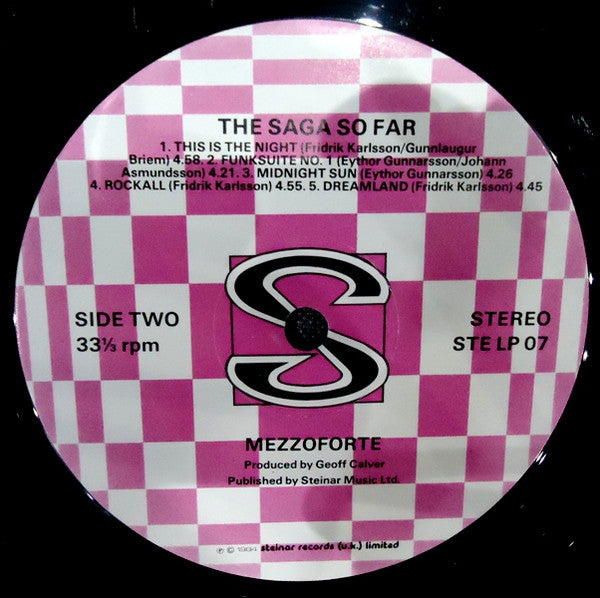 THE SAGA SO FAR
1. THIS IS THE NIGHT (Fridrik Karlsson/Gunnlaugur
Briem) 4.58. 2. FUNKSUITE NO. 1 (Eythor Gunnarsson/Johann
Asmundsson) 4.21. 3. MIDNIGHT SUN (Eythor Gunnarsson) 4.26
4. ROCKALL (Fridrik Karlsson) 4.55. 5. DREAMLAND (Fridrik Karlsson) 4.45
SIDE TWO
33⅓ rpm
S
STEREO
STE LP 07
MEZZOFORTE
Produced by Geoff Calver
Published by Steinar Music Ltd.
℗ © 1984 steinar records (u.k.) limited